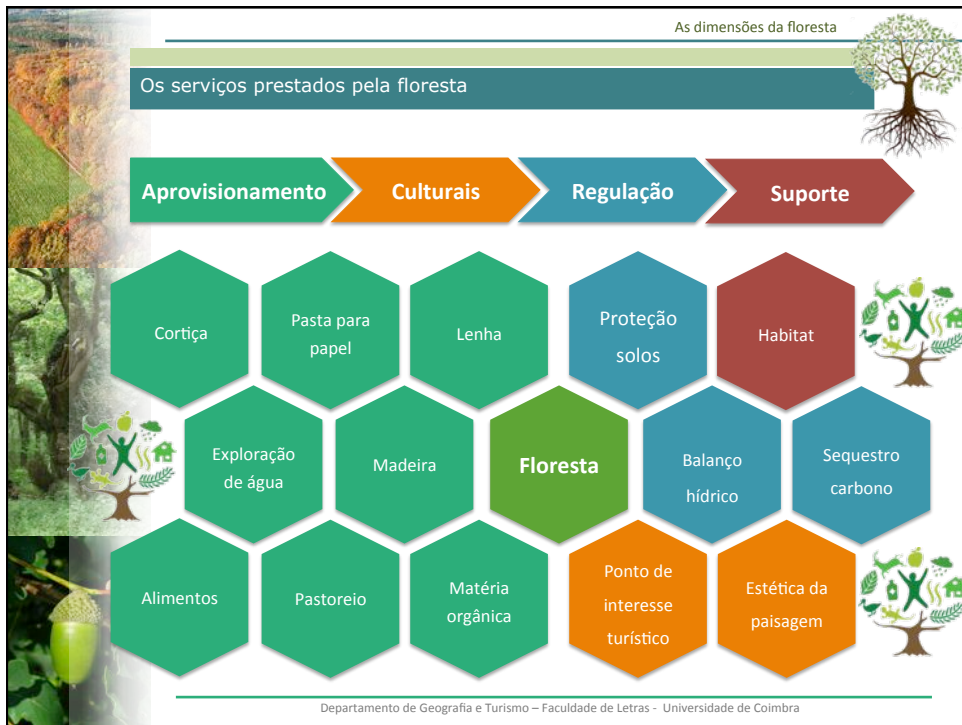 As dimensões da floresta
Os serviços prestados pela floresta
Aprovisionamento
Culturais
Regulação
Suporte
Cortiça
Pasta para
papel
Lenha
Proteção
solos
Habitat
Exploração
de água
Madeira
Floresta
Balanço
hídrico
Sequestro
carbono
Alimentos
Pastoreio
Matéria
orgânica
Ponto de
interesse
turístico
Estética da
paisagem
Departamento de Geografia e Turismo – Faculdade de Letras - Universidade de Coimbra